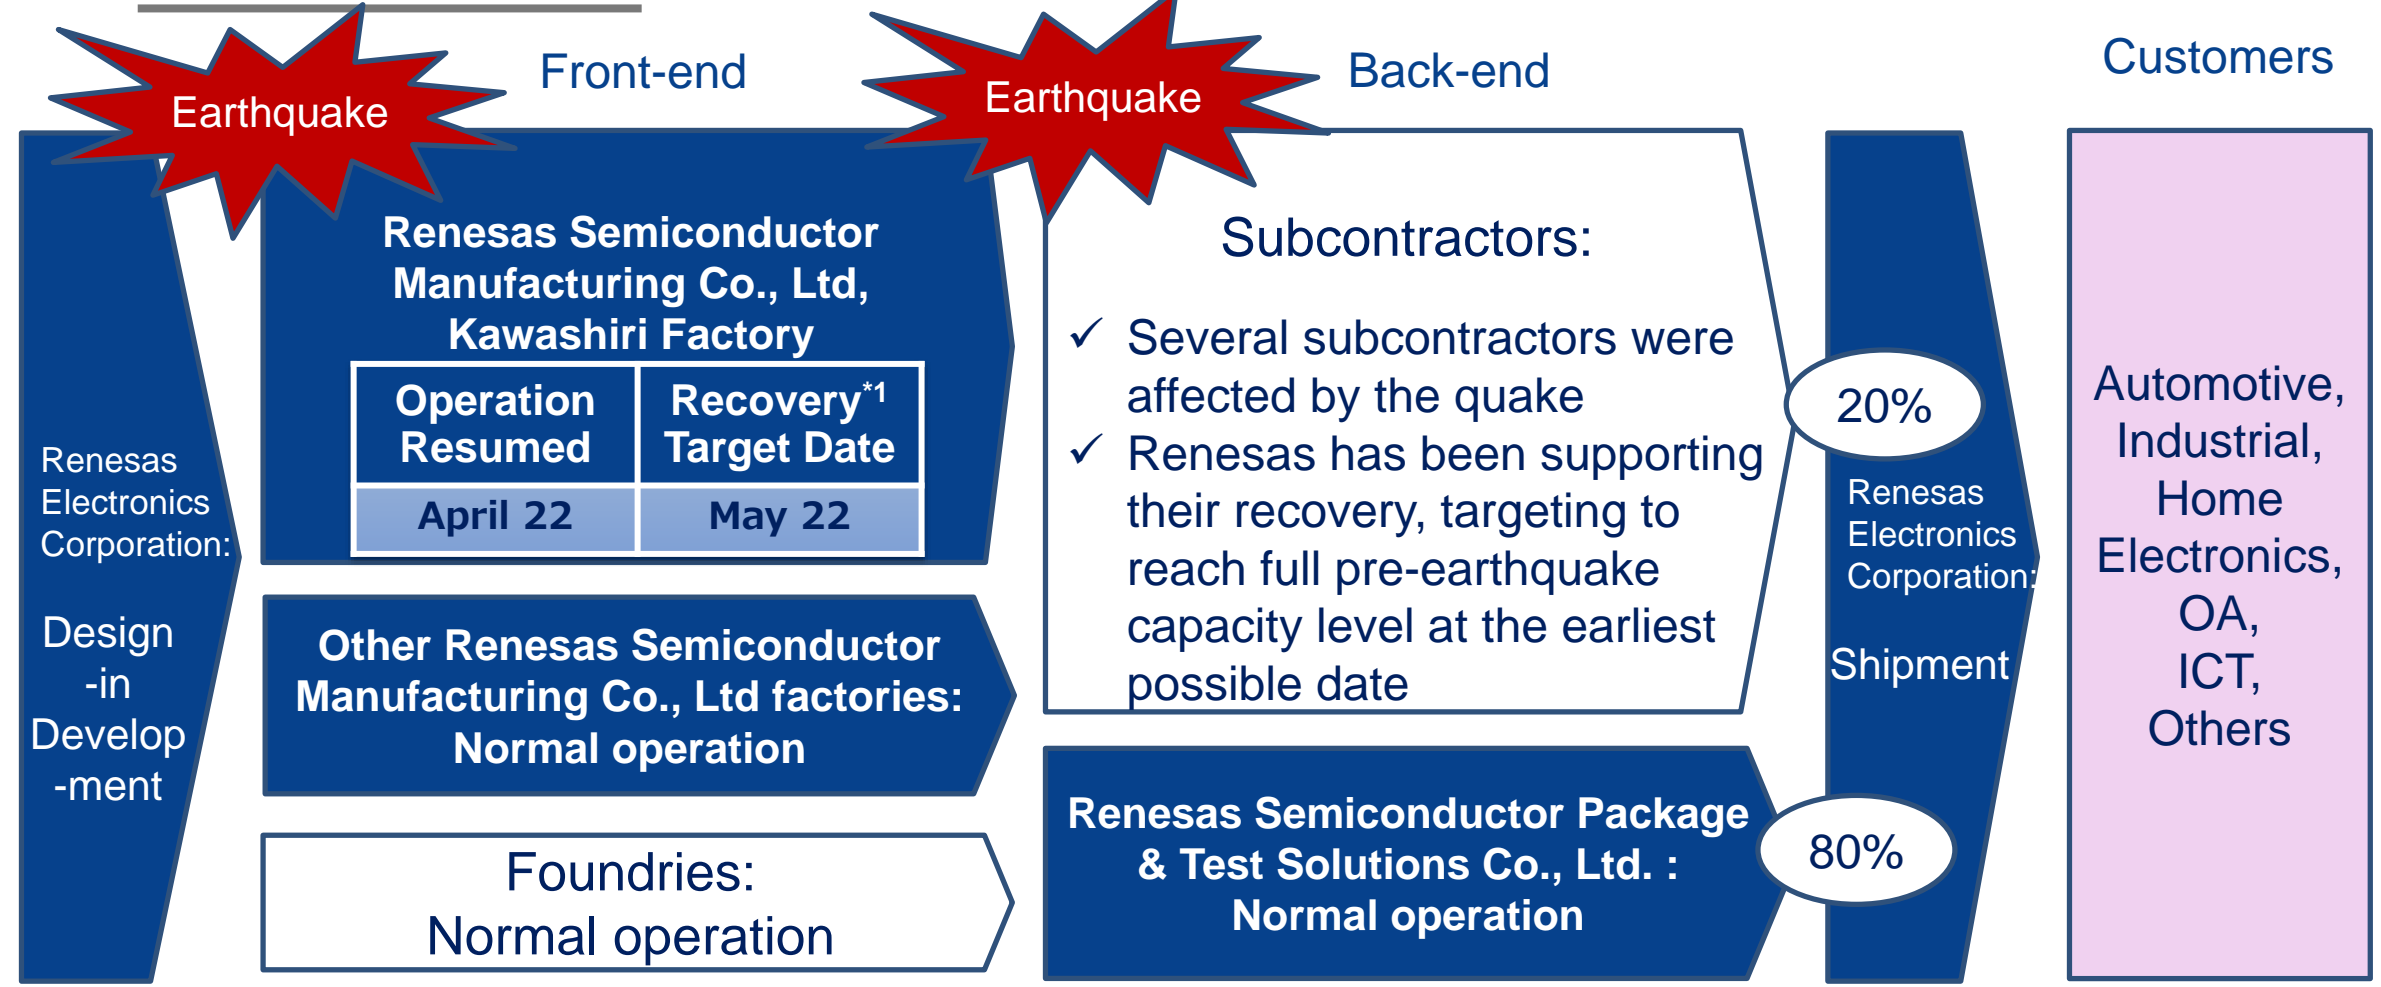 Earthquake
Front-end
Earthquake
Back-end
Customers
Renesas
Electronics
Corporation:
Design
-in
Develop
-ment
Renesas Semiconductor
Manufacturing Co., Ltd,
Kawashiri Factory
Operation
Resumed
Recovery*1
Target Date
April 22
May 22
Other Renesas Semiconductor
Manufacturing Co., Ltd factories:
Normal operation
Foundries:
Normal operation
Subcontractors:
✓ Several subcontractors were
affected by the quake
✓ Renesas has been supporting
their recovery, targeting to
reach full pre-earthquake
capacity level at the earliest
possible date
Renesas Semiconductor Package
& Test Solutions Co., Ltd. :
Normal operation
20%
80%
Renesas
Electronics
Corporation:
Shipment
Automotive,
Industrial,
Home
Electronics,
OA,
ICT,
Others